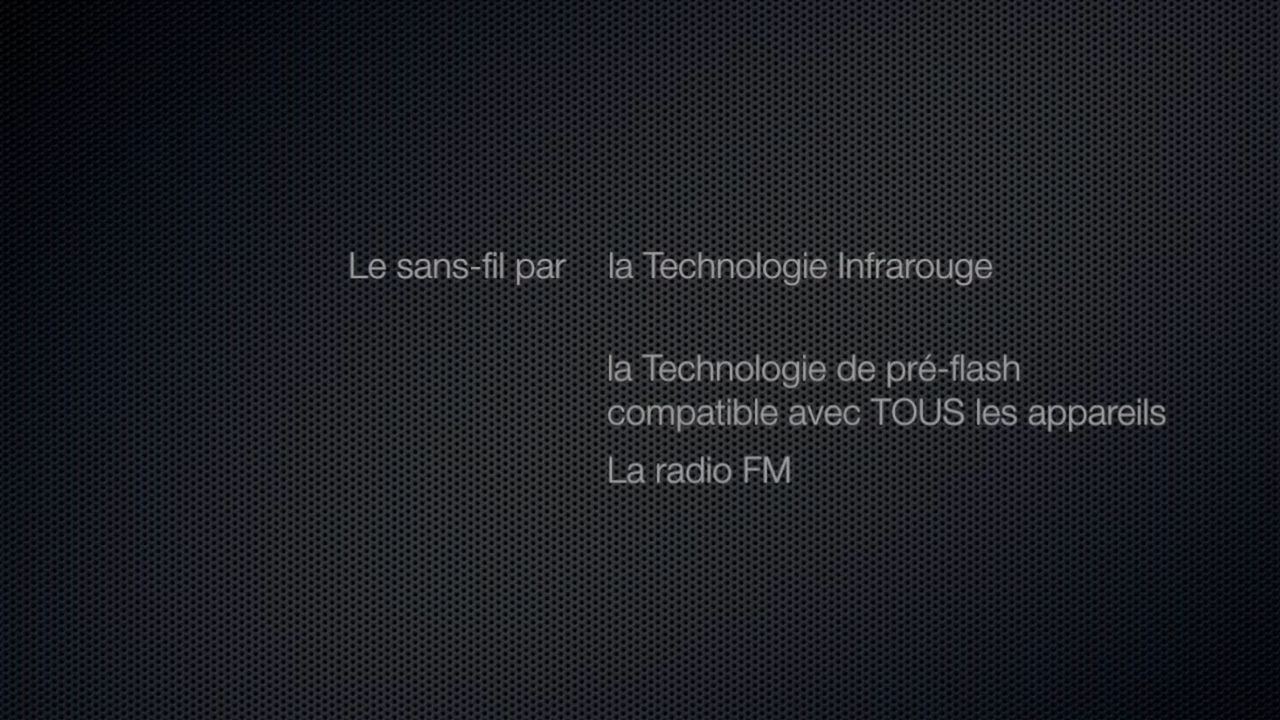 Le sans-fil par la Technologie Infrarouge
la Technologie de pré-flash
compatible avec TOUS les appareils
La radio FM